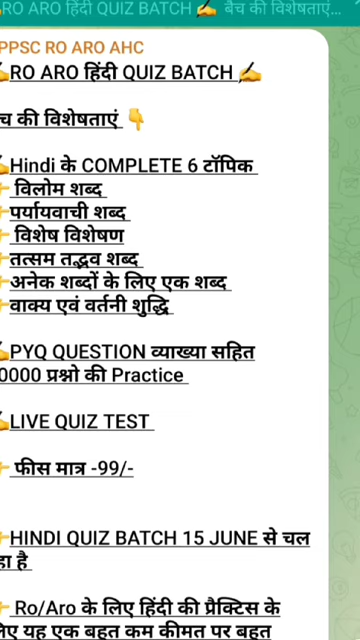 RO ARO हिंदी QUIZ BATCH ✍️ बैच की विशेषताएं...
PPSC RO ARO AHC
✍️RO ARO हिंदी QUIZ BATCH ✍️
च की विशेषताएं 👇
✍️Hindi के COMPLETE 6 टॉपिक
👉 विलोम शब्द
👉पर्यायवाची शब्द
👉 विशेष विशेषण
👉तत्सम तद्भव शब्द
👉अनेक शब्दों के लिए एक शब्द
👉वाक्य एवं वर्तनी शुद्धि
✍️PYQ QUESTION व्याख्या सहित
0000 प्रश्नो की Practice
✍️LIVE QUIZ TEST
👉 फीस मात्र -99/-
👉HINDI QUIZ BATCH 15 JUNE से चल
हा है
👉 Ro/Aro के लिए हिंदी की प्रैक्टिस के
लिए यह एक बहुत कम कीमत पर बहुत